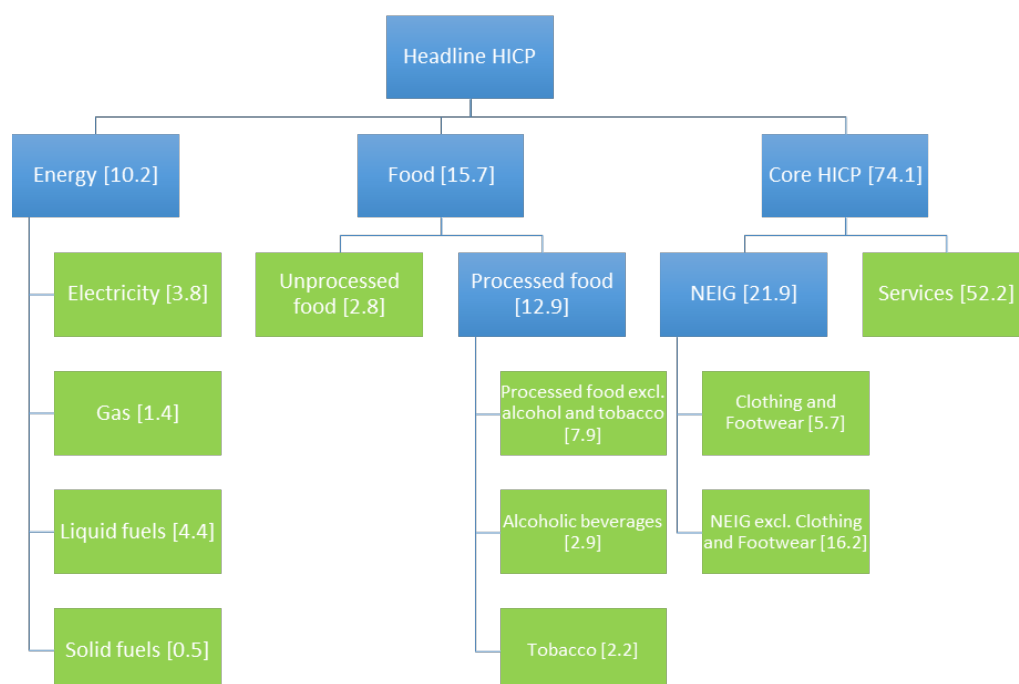 Headline HICP
Energy [10.2]
Food [15.7]
Core HICP [74.1]
Electricity [3.8]
Gas [1.4]
Liquid fuels [4.4]
Solid fuels [0.5]
Unprocessed
food [2.8]
Processed food
[12.9]
Processed food excl.
alcohol and tobacco
[7.9]
Alcoholic beverages
[2.9]
Tobacco [2.2]
NEIG [21.9]
Clothing and
Footwear [5.7]
NEIG excl. Clothing
and Footwear [16.2]
Services [52.2]